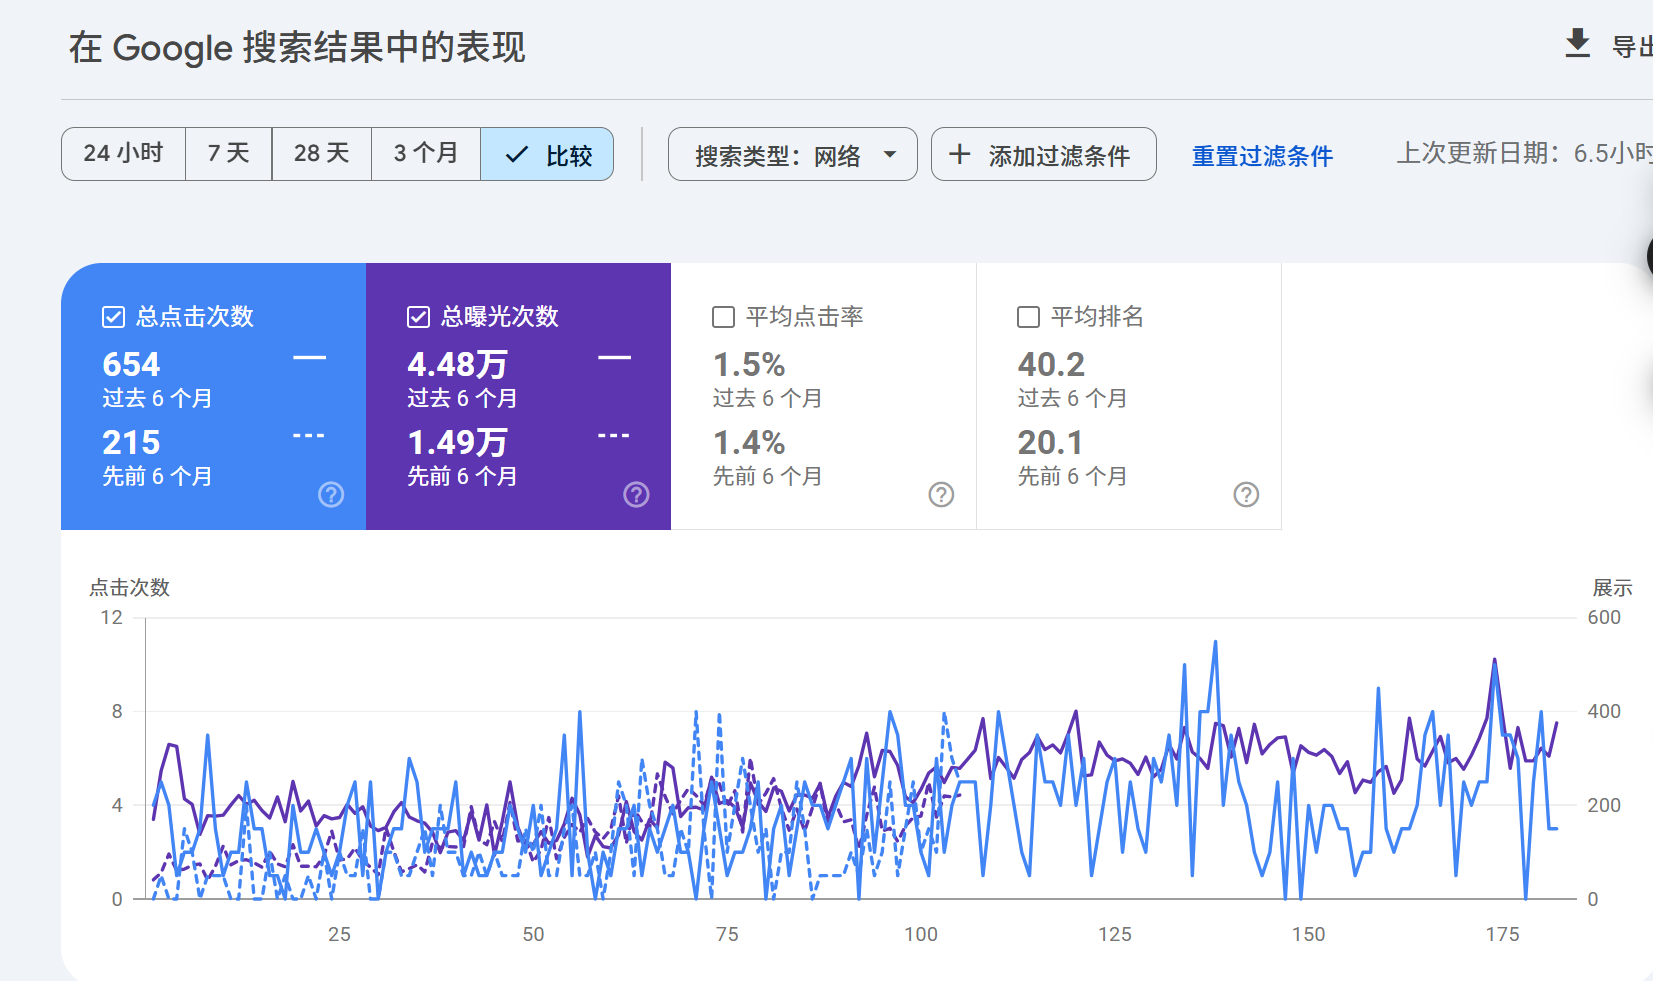 在 Google 搜索结果中的表现
导出
24 小时 7 天 28 天 3 个月 比较 搜索类型：网络 添加过滤条件 重置过滤条件 上次更新日期：6.5小时
总点击次数
654
过去 6 个月
215
先前 6 个月
总曝光次数
4.48万
过去 6 个月
1.49万
先前 6 个月
平均点击率
1.5%
过去 6 个月
1.4%
先前 6 个月
平均排名
40.2
过去 6 个月
20.1
先前 6 个月
点击次数 展示
12 600
8 400
4 200
0 0
25 50 75 100 125 150 175